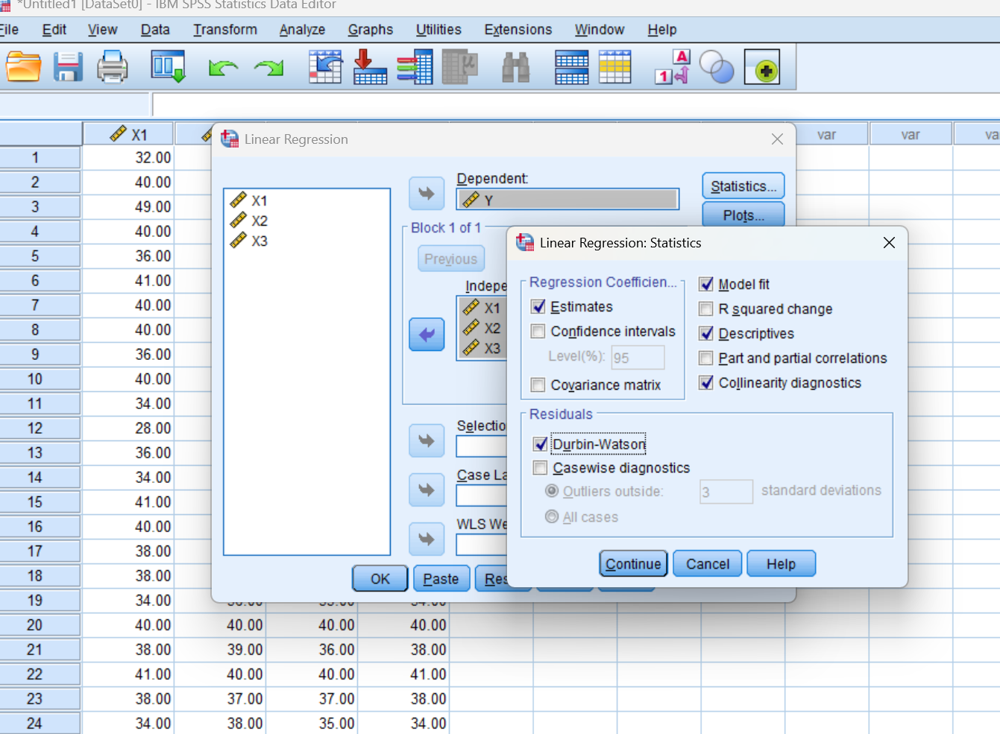 *Untitled1 [DataSet0] - IBM SPSS Statistics Data Editor
File Edit View Data Transform Analyze Graphs Utilities Extensions Window Help
X1 var var
1 32.00
2 40.00
3 49.00
4 40.00
5 36.00
6 41.00
7 40.00
8 40.00
9 36.00
10 40.00
11 34.00
12 28.00
13 36.00
14 34.00
15 41.00
16 40.00
17 38.00
18 38.00
19 34.00
20 40.00 40.00 40.00 40.00
21 38.00 39.00 36.00 38.00
22 41.00 40.00 40.00 41.00
23 38.00 37.00 37.00 38.00
24 34.00 38.00 35.00 34.00
Linear Regression
X1
X2
X3
Dependent:
Y
Statistics...
Plots...
Block 1 of 1
Previous
Indepe
X1
X2
X3
Selectio
Case La
WLS We
OK Paste Res
Linear Regression: Statistics
Regression Coefficien...
Estimates
Confidence intervals
Level(%): 95
Covariance matrix
Model fit
R squared change
Descriptives
Part and partial correlations
Collinearity diagnostics
Residuals
Durbin-Watson
Casewise diagnostics
Outliers outside: 3 standard deviations
All cases
Continue Cancel Help